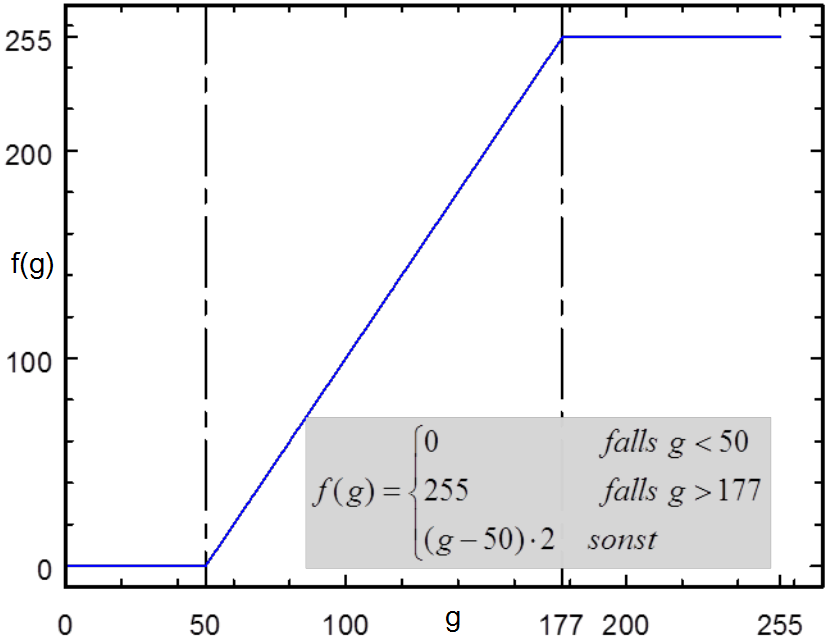 255
200
f(g)
100
0
f(g) = { 0 falls g < 50
255 falls g > 177
(g − 50) · 2 sonst
0 50 100 g 177 200 255